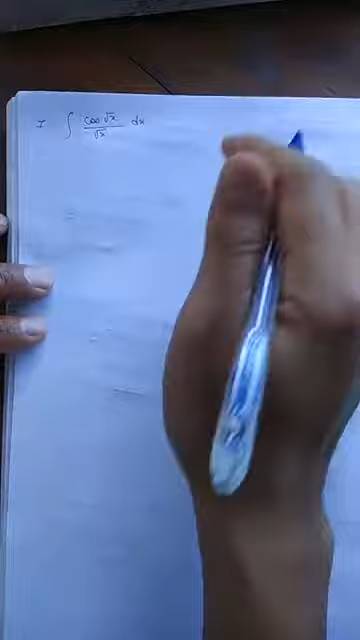 I ∫ cos √x / √x dx